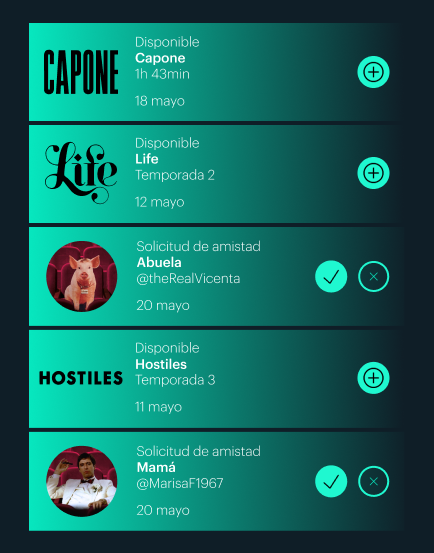 CAPONE
Disponible
Capone
1h 43min
18 mayo
Life
Disponible
Life
Temporada 2
12 mayo
Solicitud de amistad
Abuela
@theRealVicenta
20 mayo
HOSTILES
Disponible
Hostiles
Temporada 3
11 mayo
Solicitud de amistad
Mamá
@MarisaF1967
20 mayo